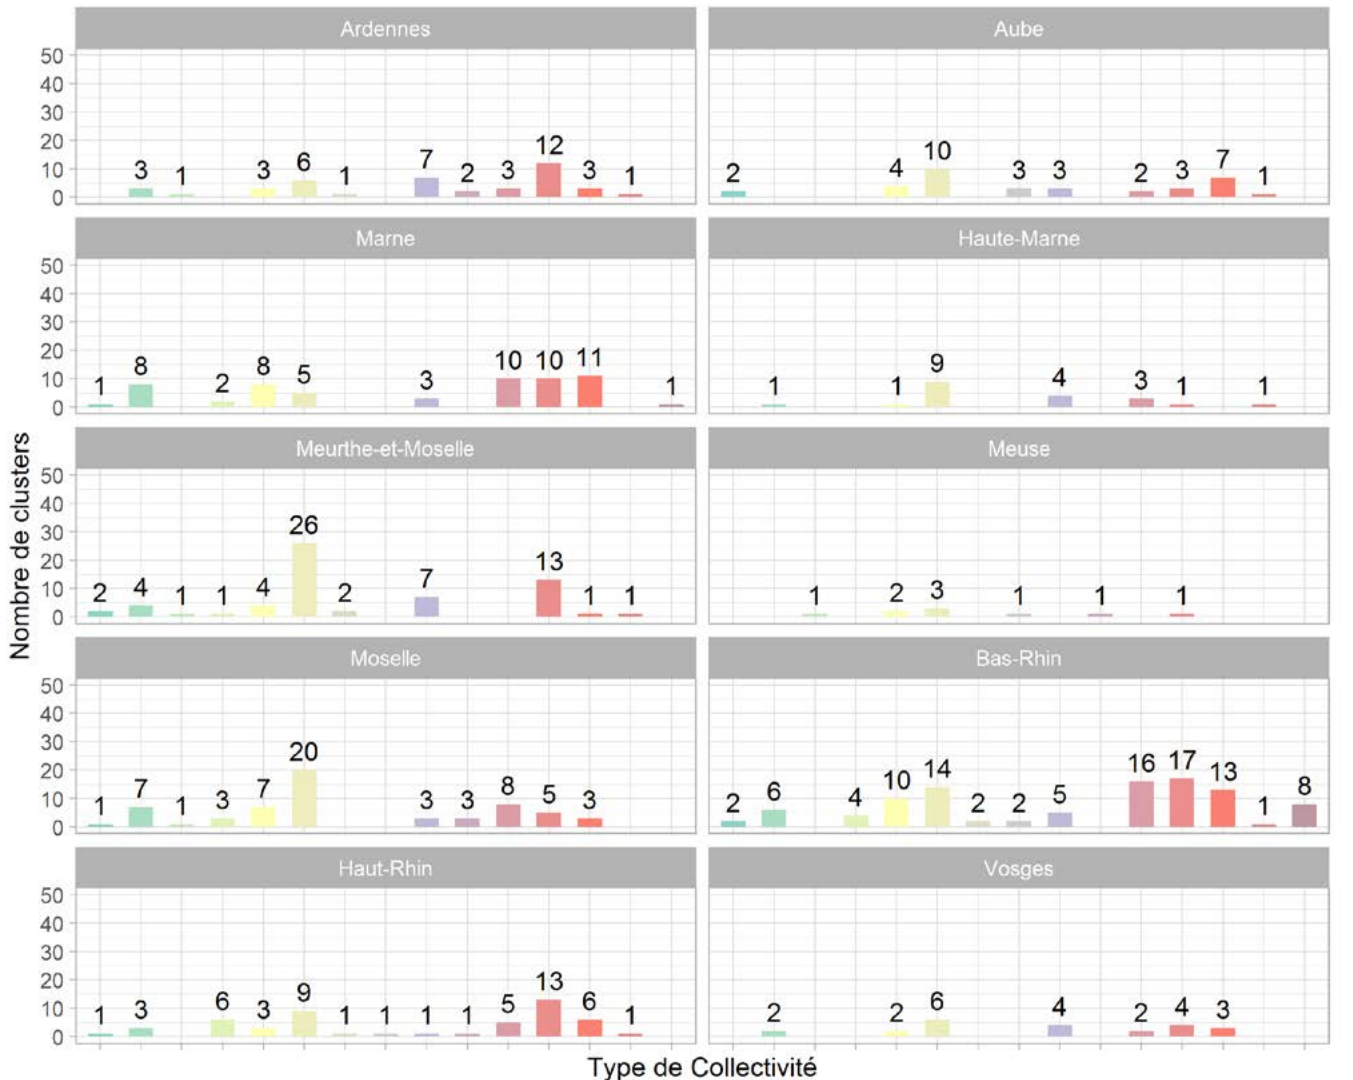 Ardennes
Aube
50
40
30
20
10
0
3 1 3 6 1 7 2 3 12 3 1
2 4 10 3 3 2 3 7 1
Marne
Haute-Marne
50
40
30
20
10
0
1 8 2 8 5 3 10 10 11 1
1 1 9 4 3 1 1
Meurthe-et-Moselle
Meuse
50
40
30
20
10
0
2 4 1 1 4 26 2 7 13 1 1
1 2 3 1 1 1
Moselle
Bas-Rhin
50
40
30
20
10
0
1 7 1 3 7 20 3 3 8 5 3
2 6 4 10 14 2 2 5 16 17 13 1 8
Haut-Rhin
Vosges
50
40
30
20
10
0
1 3 6 3 9 1 1 1 1 5 13 6 1
2 2 6 4 2 4 3
Nombre de clusters
Type de Collectivité